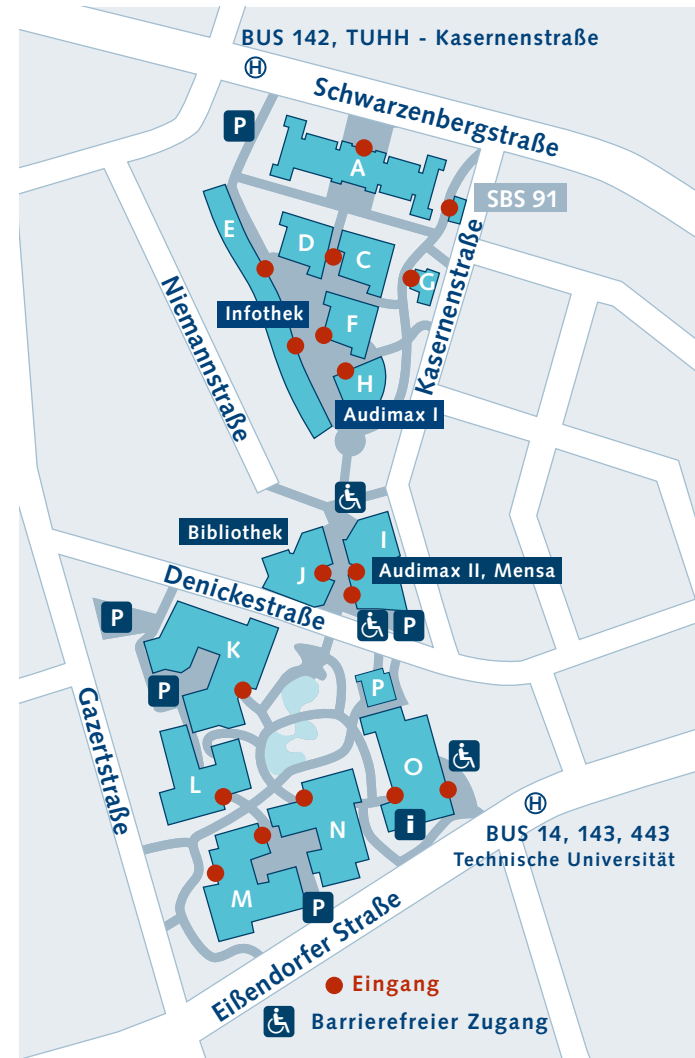 BUS 142, TUHH - Kasernenstraße
H
Schwarzenbergstraße
P
A
SBS 91
E
D
C
G
Kasernenstraße
Niemannstraße
Infothek
F
H
Audimax I
Bibliothek
I
J
Audimax II, Mensa
Denickestraße
P
P
K
P
P
Gazertstraße
L
O
N
i
H
BUS 14, 143, 443
Technische Universität
M
P
Eißendorfer Straße
Eingang
Barrierefreier Zugang